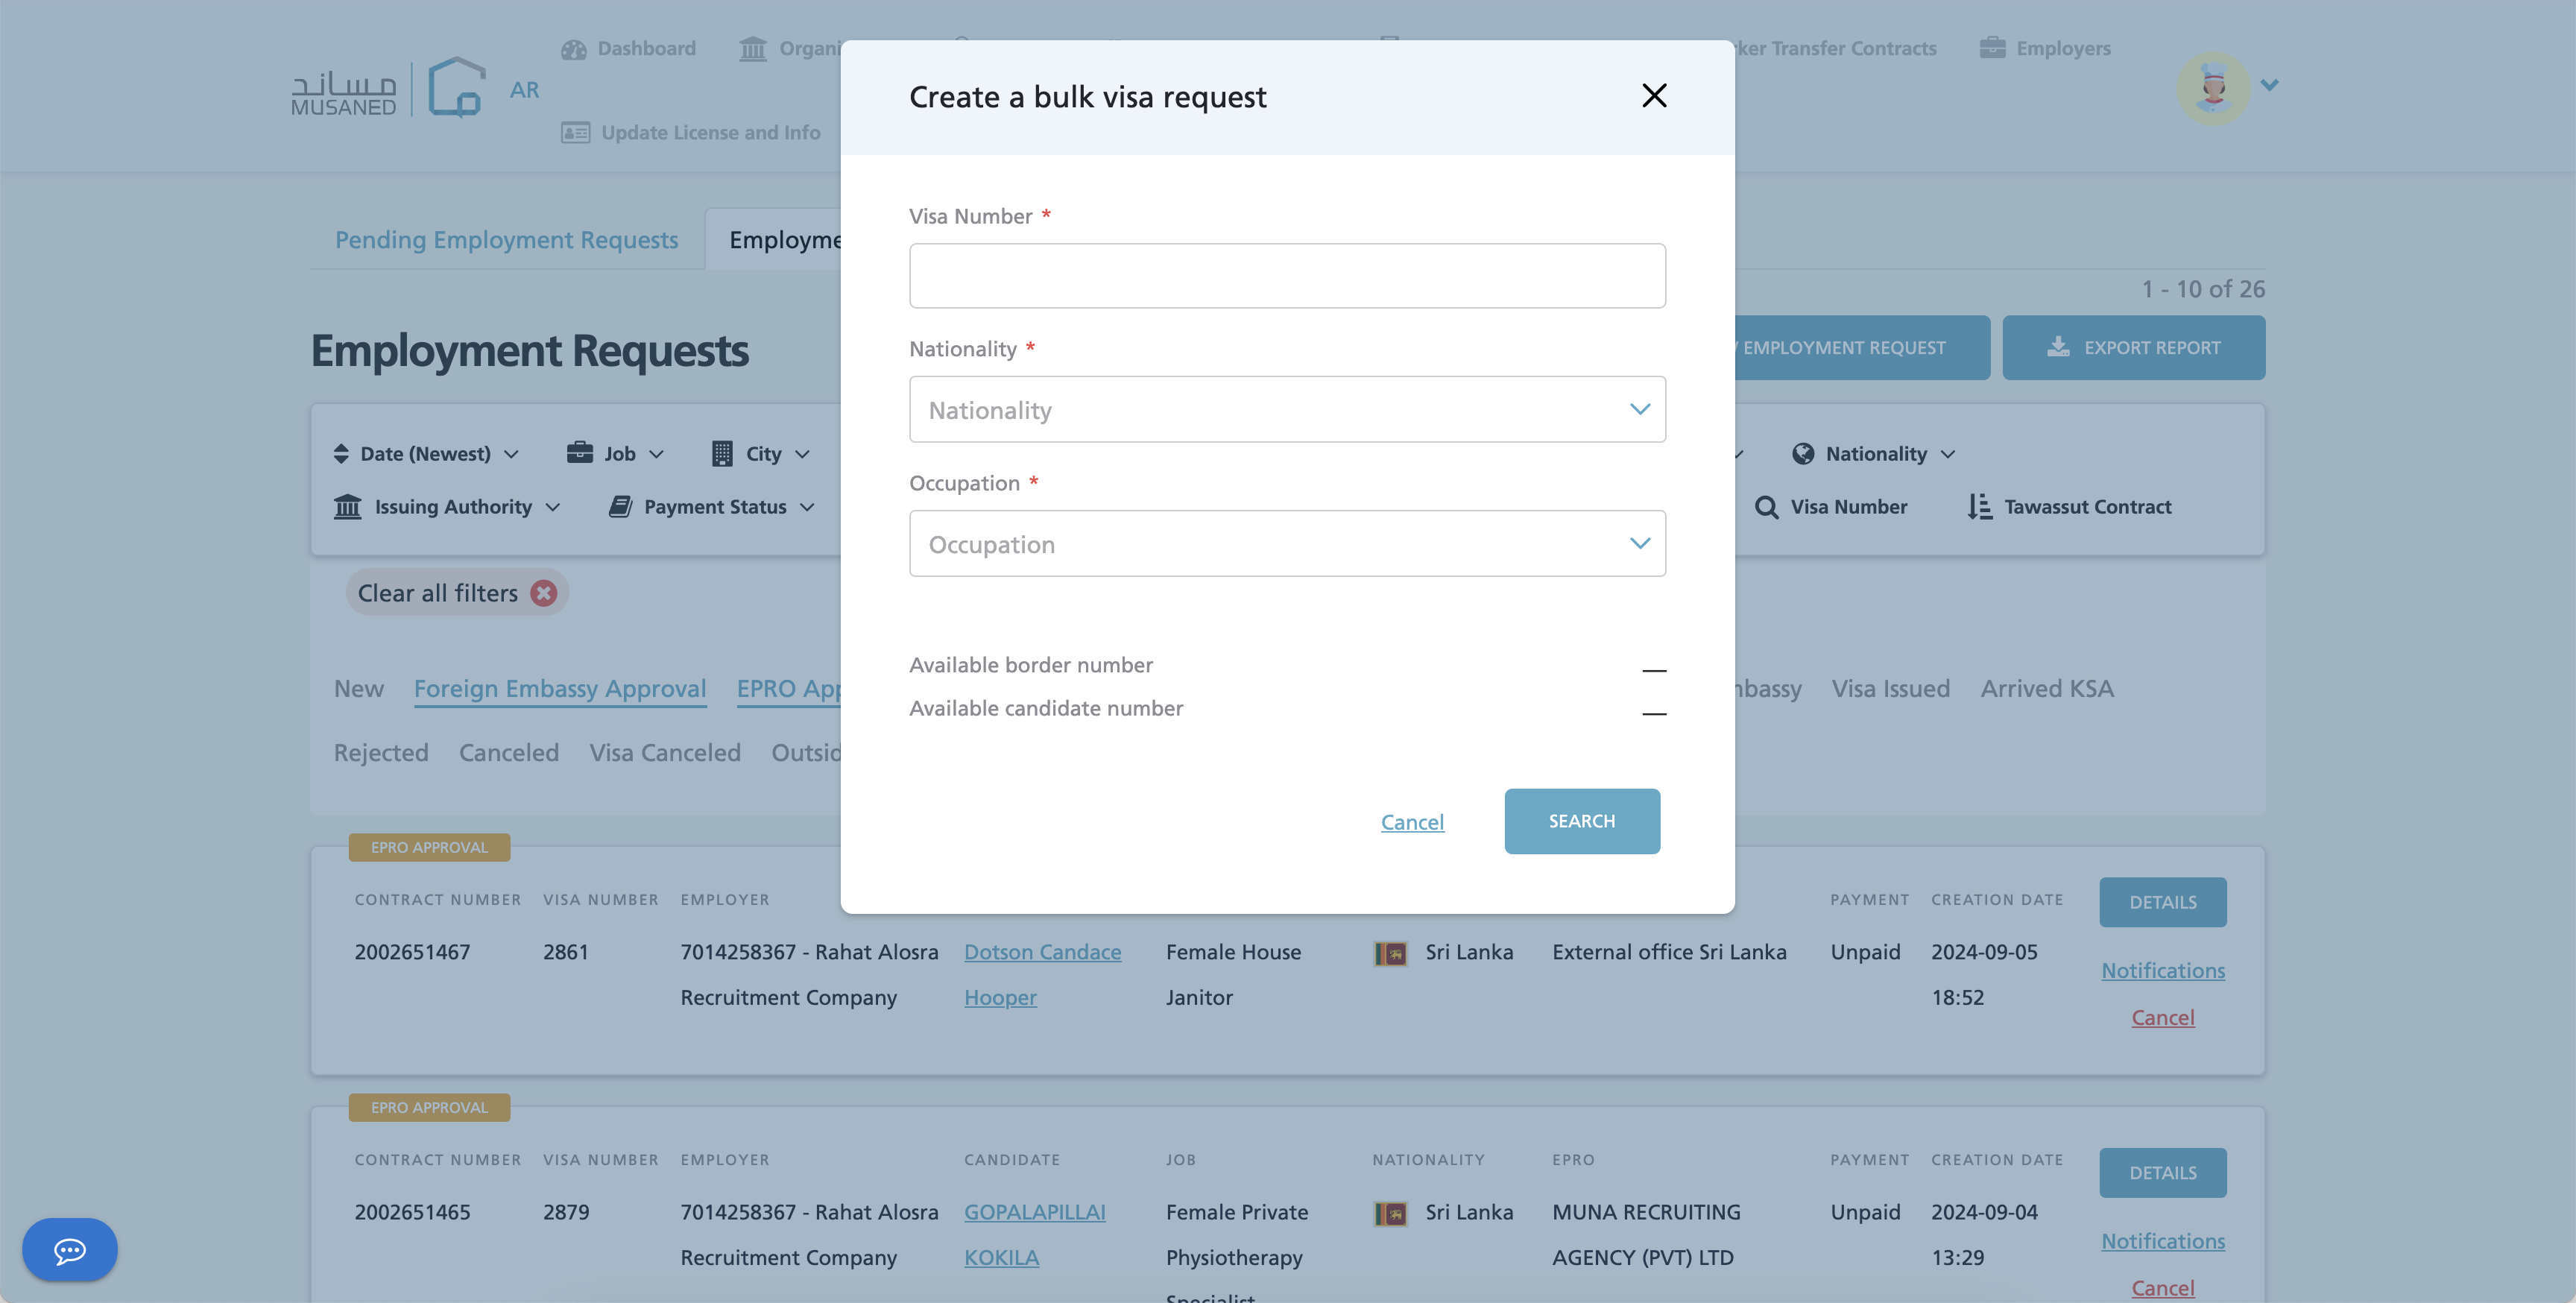 Dashboard
Organi
ker Transfer Contracts
Employers
مساند
MUSANED
AR
Update License and Info
Create a bulk visa request
Visa Number *
Nationality *
Nationality
Occupation *
Occupation
Available border number —
Available candidate number —
Cancel
SEARCH
Pending Employment Requests
Employme
1 - 10 of 26
Employment Requests
EMPLOYMENT REQUEST
EXPORT REPORT
Date (Newest)
Job
City
Nationality
Issuing Authority
Payment Status
Visa Number
Tawassut Contract
Clear all filters
New
Foreign Embassy Approval
EPRO App
bassy
Visa Issued
Arrived KSA
Rejected
Canceled
Visa Canceled
Outsid
EPRO APPROVAL
CONTRACT NUMBER VISA NUMBER EMPLOYER PAYMENT CREATION DATE
DETAILS
2002651467 2861 7014258367 - Rahat Alosra Dotson Candace Female House Sri Lanka External office Sri Lanka Unpaid 2024-09-05
Notifications
Recruitment Company Hooper Janitor 18:52
Cancel
EPRO APPROVAL
CONTRACT NUMBER VISA NUMBER EMPLOYER CANDIDATE JOB NATIONALITY EPRO PAYMENT CREATION DATE
DETAILS
2002651465 2879 7014258367 - Rahat Alosra GOPALAPILLAI Female Private Sri Lanka MUNA RECRUITING Unpaid 2024-09-04
Notifications
Recruitment Company KOKILA Physiotherapy AGENCY (PVT) LTD 13:29
Cancel
Specialist